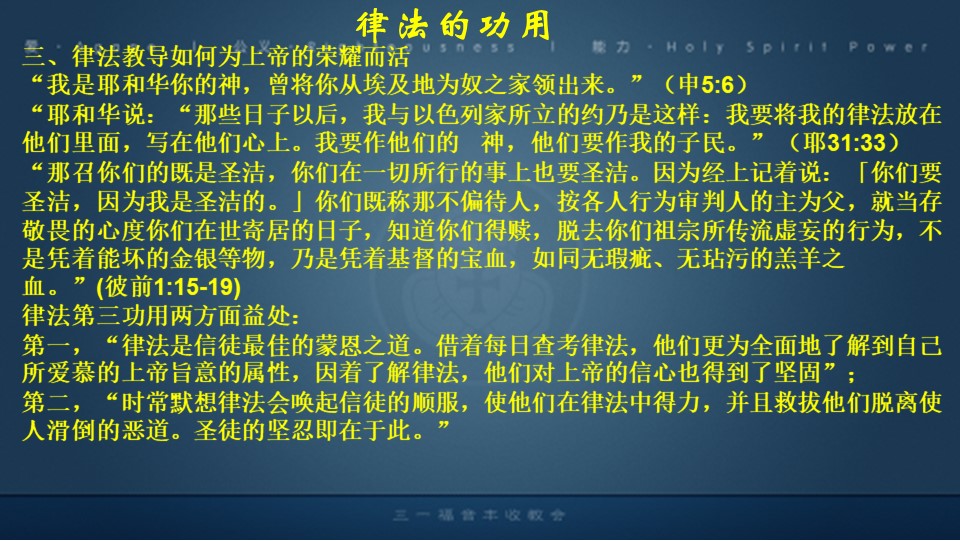 律法的功用
公义 · Righteousness | 能力 · Holy Spirit Power
三、律法教导如何为上帝的荣耀而活
“我是耶和华你的神，曾将你从埃及地为奴之家领出来。”（申5:6）
“耶和华说：“那些日子以后，我与以色列家所立的约乃是这样：我要将我的律法放在
他们里面，写在他们心上。我要作他们的 神，他们要作我的子民。”（耶31:33）
“那召你们的既是圣洁，你们在一切所行的事上也要圣洁。因为经上记着说：「你们要
圣洁，因为我是圣洁的。」你们既称那不偏待人，按各人行为审判人的主为父，就当存
敬畏的心度你们在世寄居的日子，知道你们得赎，脱去你们祖宗所传流虚妄的行为，不
是凭着能坏的金银等物，乃是凭着基督的宝血，如同无瑕疵、无玷污的羔羊之
血。”(彼前1:15-19)
律法第三功用两方面益处：
第一，“律法是信徒最佳的蒙恩之道。借着每日查考律法，他们更为全面地了解到自己
所爱慕的上帝旨意的属性，因着了解律法，他们对上帝的信心也得到了坚固”；
第二，“时常默想律法会唤起信徒的顺服，使他们在律法中得力，并且救拔他们脱离使
人滑倒的恶道。圣徒的坚忍即在于此。”
三一福音丰收教会